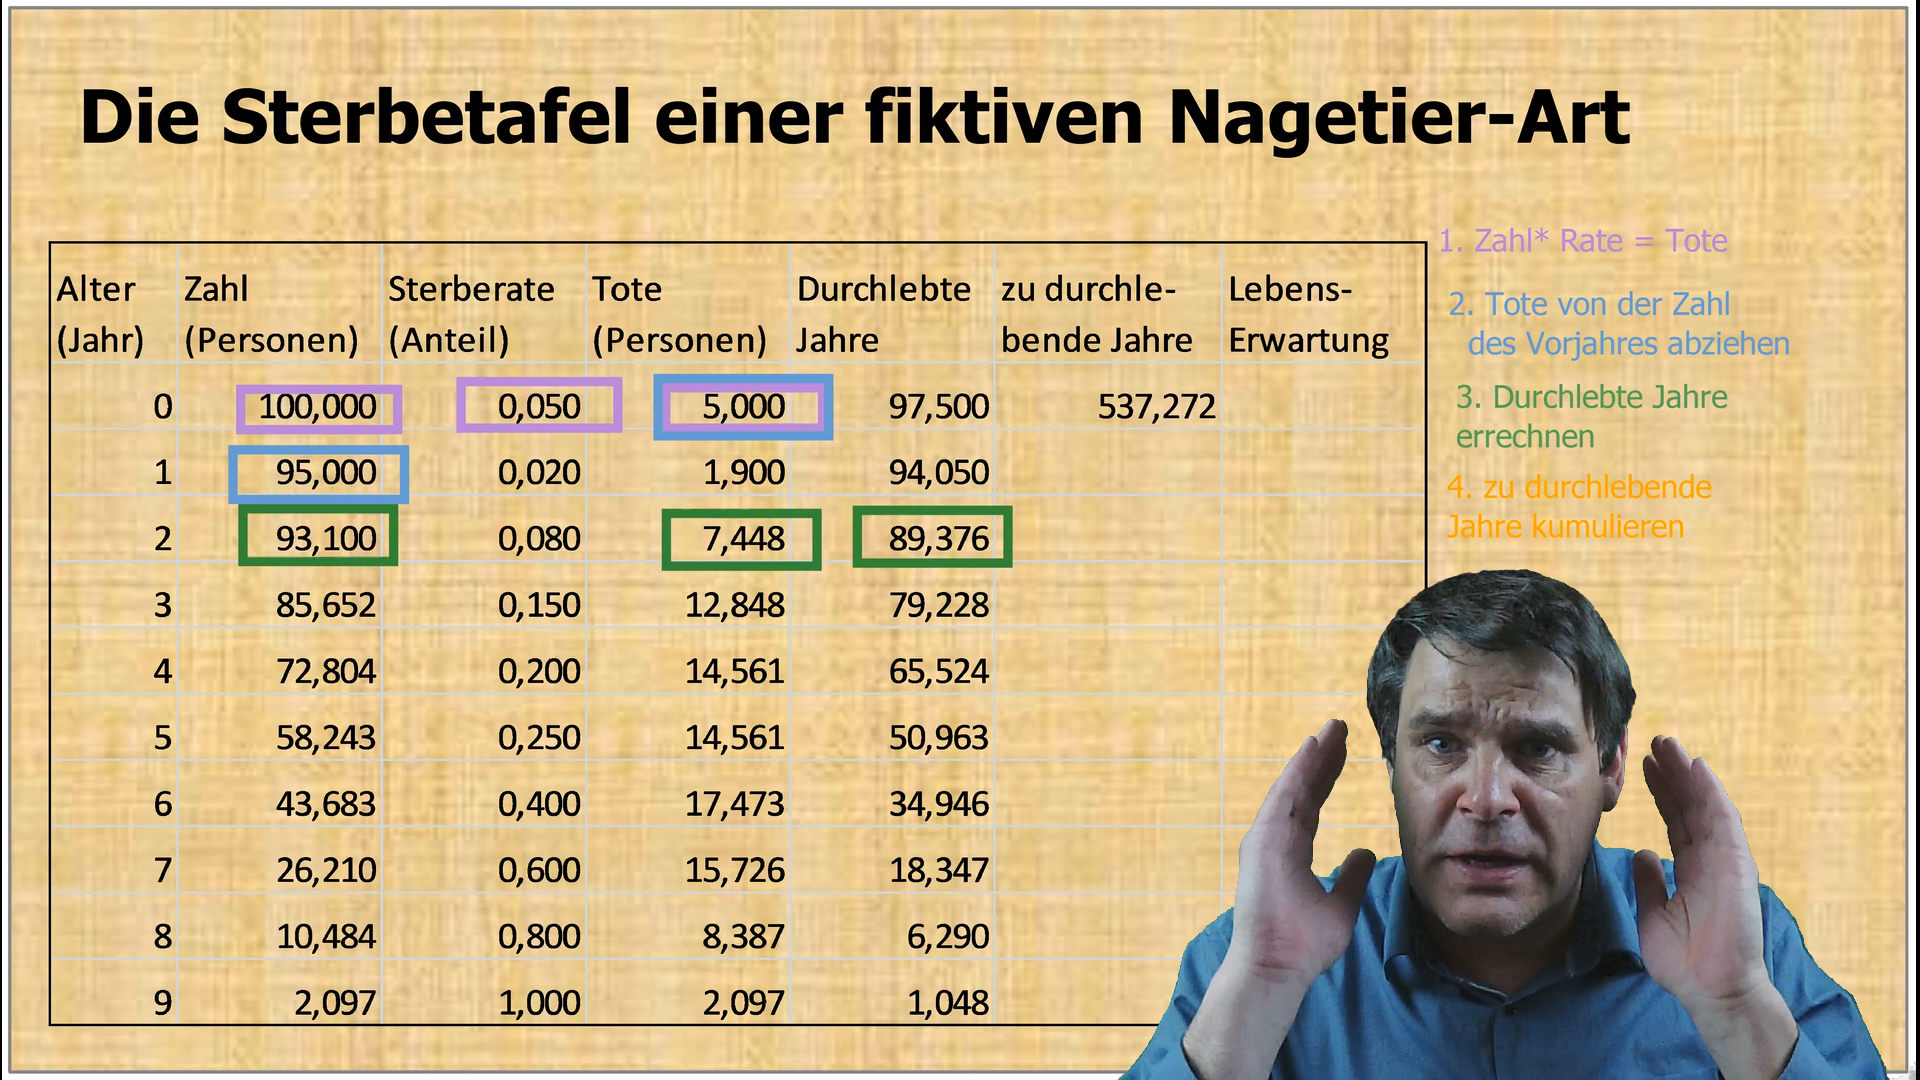 Die Sterbetafel einer fiktiven Nagetier-Art
Alter Zahl Sterberate Tote Durchlebte zu durchle- Lebens-
(Jahr) (Personen) (Anteil) (Personen) Jahre bende Jahre Erwartung
0 100,000 0,050 5,000 97,500 537,272
1 95,000 0,020 1,900 94,050
2 93,100 0,080 7,448 89,376
3 85,652 0,150 12,848 79,228
4 72,804 0,200 14,561 65,524
5 58,243 0,250 14,561 50,963
6 43,683 0,400 17,473 34,946
7 26,210 0,600 15,726 18,347
8 10,484 0,800 8,387 6,290
9 2,097 1,000 2,097 1,048
1. Zahl* Rate = Tote
2. Tote von der Zahl
des Vorjahres abziehen
3. Durchlebte Jahre
errechnen
4. zu durchlebende
Jahre kumulieren